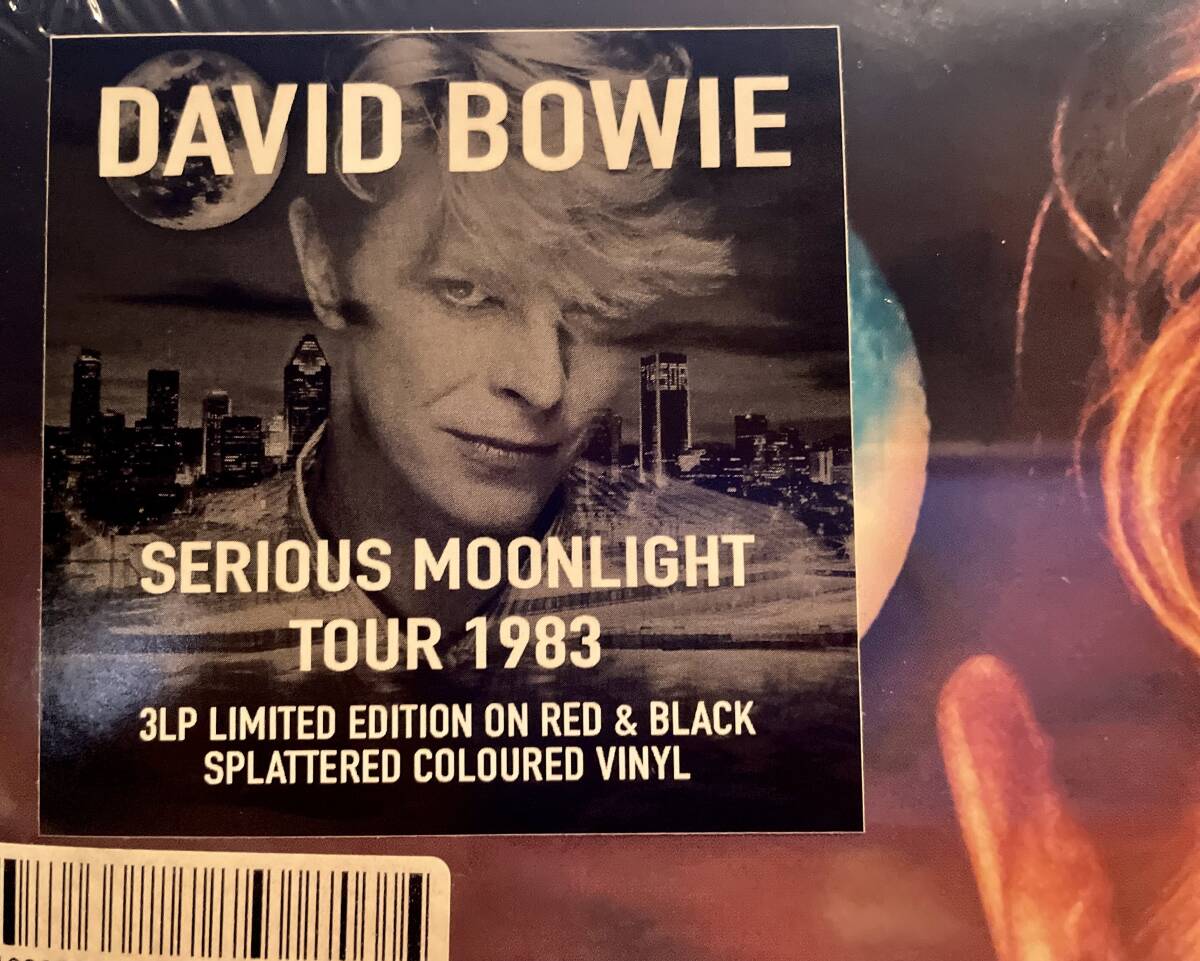 DAVID BOWIE
SERIOUS MOONLIGHT
TOUR 1983
3LP LIMITED EDITION ON RED & BLACK
SPLATTERED COLOURED VINYL